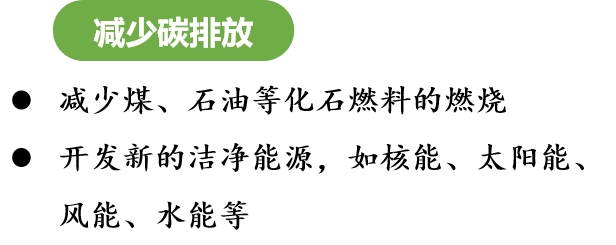 减少碳排放
● 减少煤、石油等化石燃料的燃烧
● 开发新的洁净能源，如核能、太阳能、
风能、水能等